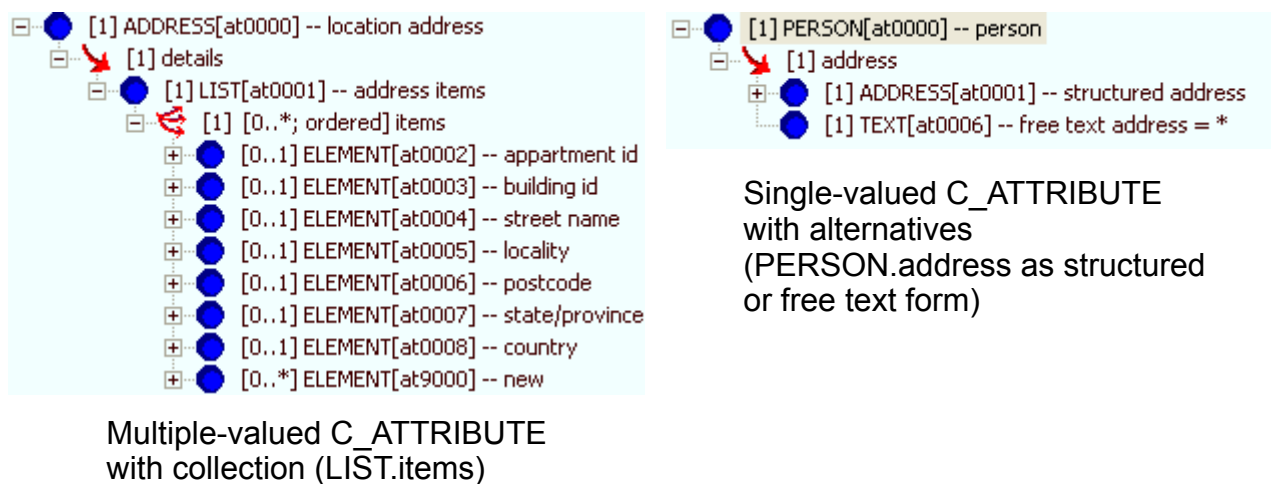 [1] ADDRESS[at0000] -- location address
[1] details
[1] LIST[at0001] -- address items
[1] [0..*; ordered] items
[0..1] ELEMENT[at0002] -- appartment id
[0..1] ELEMENT[at0003] -- building id
[0..1] ELEMENT[at0004] -- street name
[0..1] ELEMENT[at0005] -- locality
[0..1] ELEMENT[at0006] -- postcode
[0..1] ELEMENT[at0007] -- state/province
[0..1] ELEMENT[at0008] -- country
[0..*] ELEMENT[at9000] -- new
Multiple-valued C_ATTRIBUTE
with collection (LIST.items)
[1] PERSON[at0000] -- person
[1] address
[1] ADDRESS[at0001] -- structured address
[1] TEXT[at0006] -- free text address = *
Single-valued C_ATTRIBUTE
with alternatives
(PERSON.address as structured
or free text form)